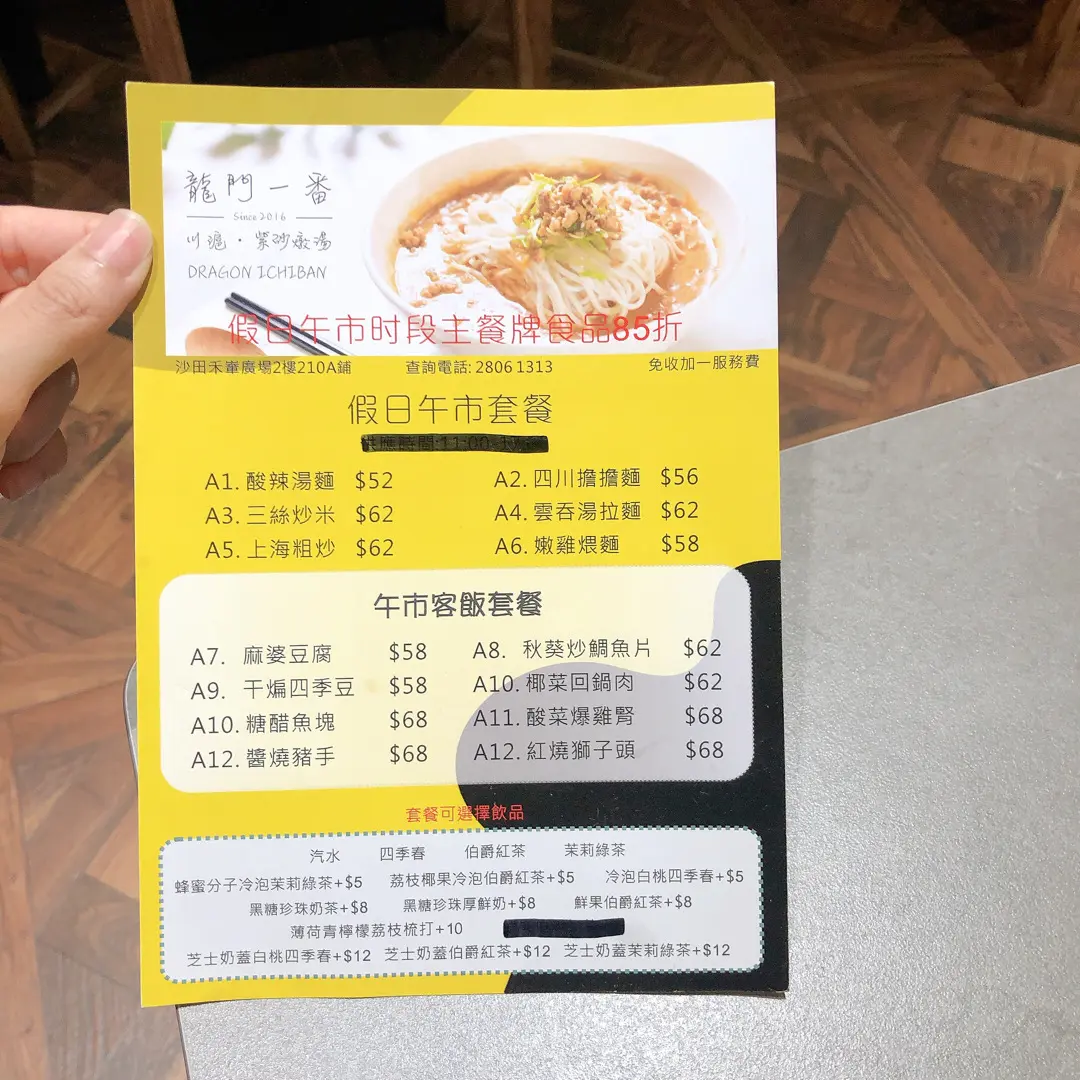 龍門一番
Since 2016
川滬・紫砂燉湯
DRAGON ICHIBAN
假日午市时段主餐牌食品85折
沙田禾輋廣場2樓210A鋪 查詢電話: 2806 1313 免收加一服務費
假日午市套餐
供應時間:11:00
A1. 酸辣湯麵 $52 A2. 四川擔擔麵 $56
A3. 三絲炒米 $62 A4. 雲吞湯拉麵 $62
A5. 上海粗炒 $62 A6. 嫩雞煨麵 $58
午市客飯套餐
A7. 麻婆豆腐 $58 A8. 秋葵炒鯛魚片 $62
A9. 干煸四季豆 $58 A10. 椰菜回鍋肉 $62
A10. 糖醋魚塊 $68 A11. 酸菜爆雞腎 $68
A12. 醬燒豬手 $68 A12. 紅燒獅子頭 $68
套餐可選擇飲品
汽水 四季春 伯爵紅茶 茉莉綠茶
蜂蜜分子冷泡茉莉綠茶+$5 荔枝椰果冷泡伯爵紅茶+$5 冷泡白桃四季春+$5
黑糖珍珠奶茶+$8 黑糖珍珠厚鮮奶+$8 鮮果伯爵紅茶+$8
薄荷青檸檬荔枝梳打+10
芝士奶蓋白桃四季春+$12 芝士奶蓋伯爵紅茶+$12 芝士奶蓋茉莉綠茶+$12